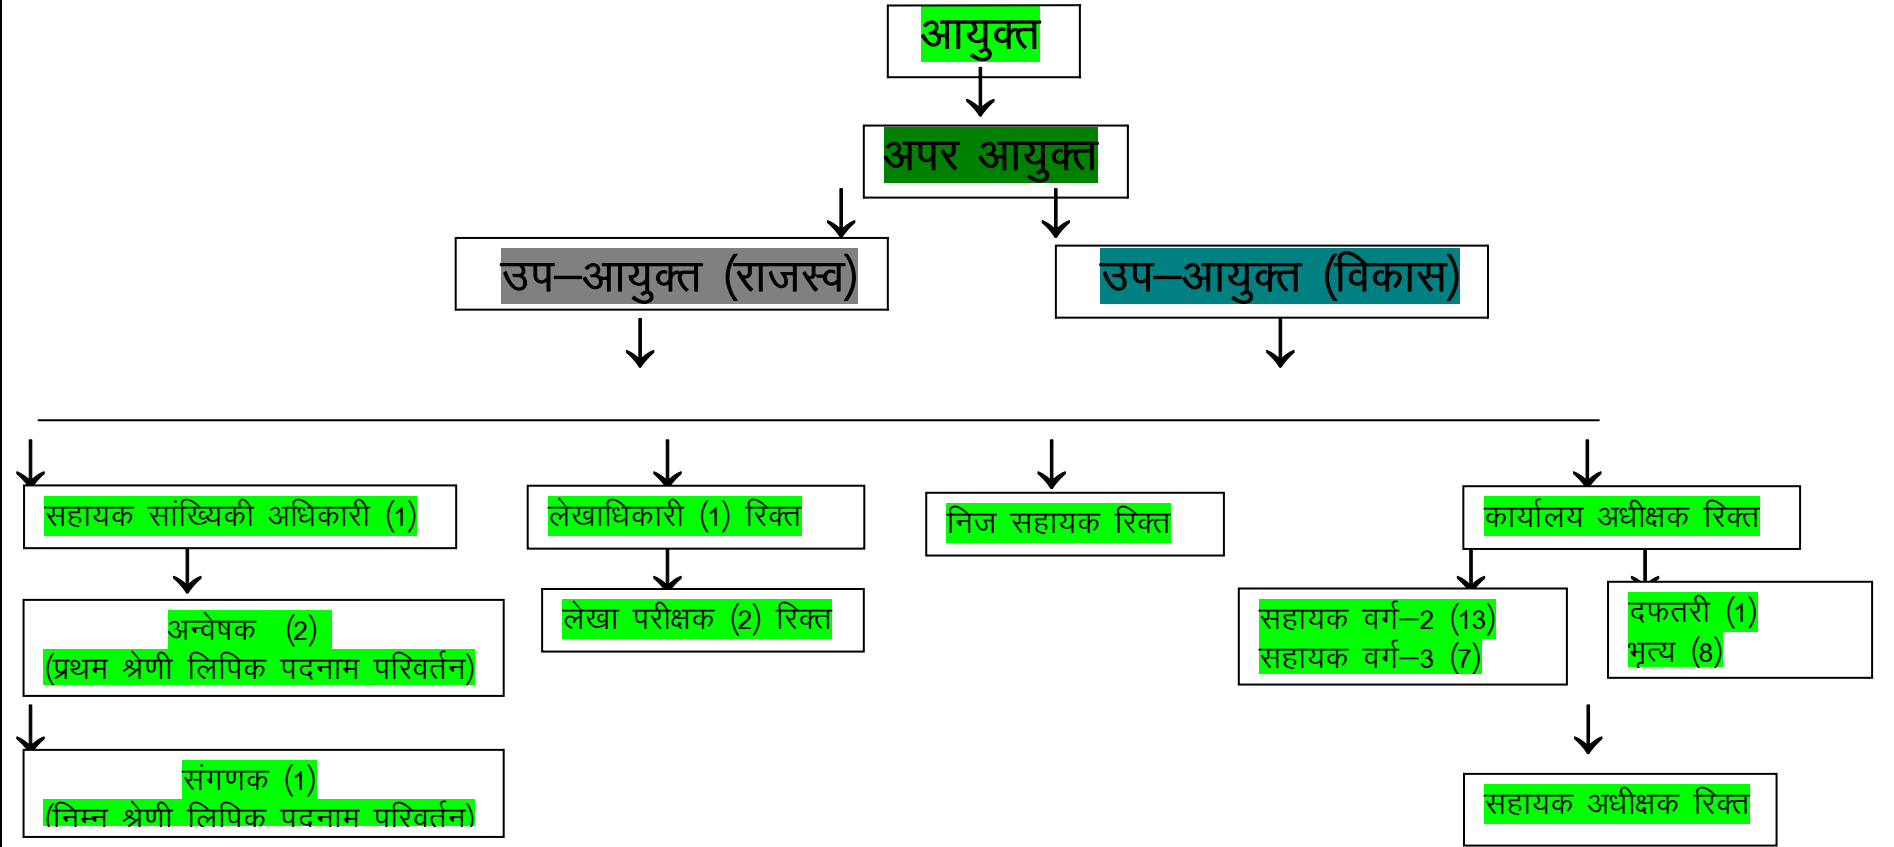 आयुक्त
अपर आयुक्त
उप–आयुक्त (राजस्व)
उप–आयुक्त (विकास)
सहायक सांख्यिकी अधिकारी (1)
लेखाधिकारी (1) रिक्त
निज सहायक रिक्त
कार्यालय अधीक्षक रिक्त
अन्वेषक (2)
(प्रथम श्रेणी लिपिक पदनाम परिवर्तन)
लेखा परीक्षक (2) रिक्त
सहायक वर्ग–2 (13)
सहायक वर्ग–3 (7)
दफतरी (1)
भृत्य (8)
संगणक (1)
(निम्न श्रेणी लिपिक पदनाम परिवर्तन)
सहायक अधीक्षक रिक्त